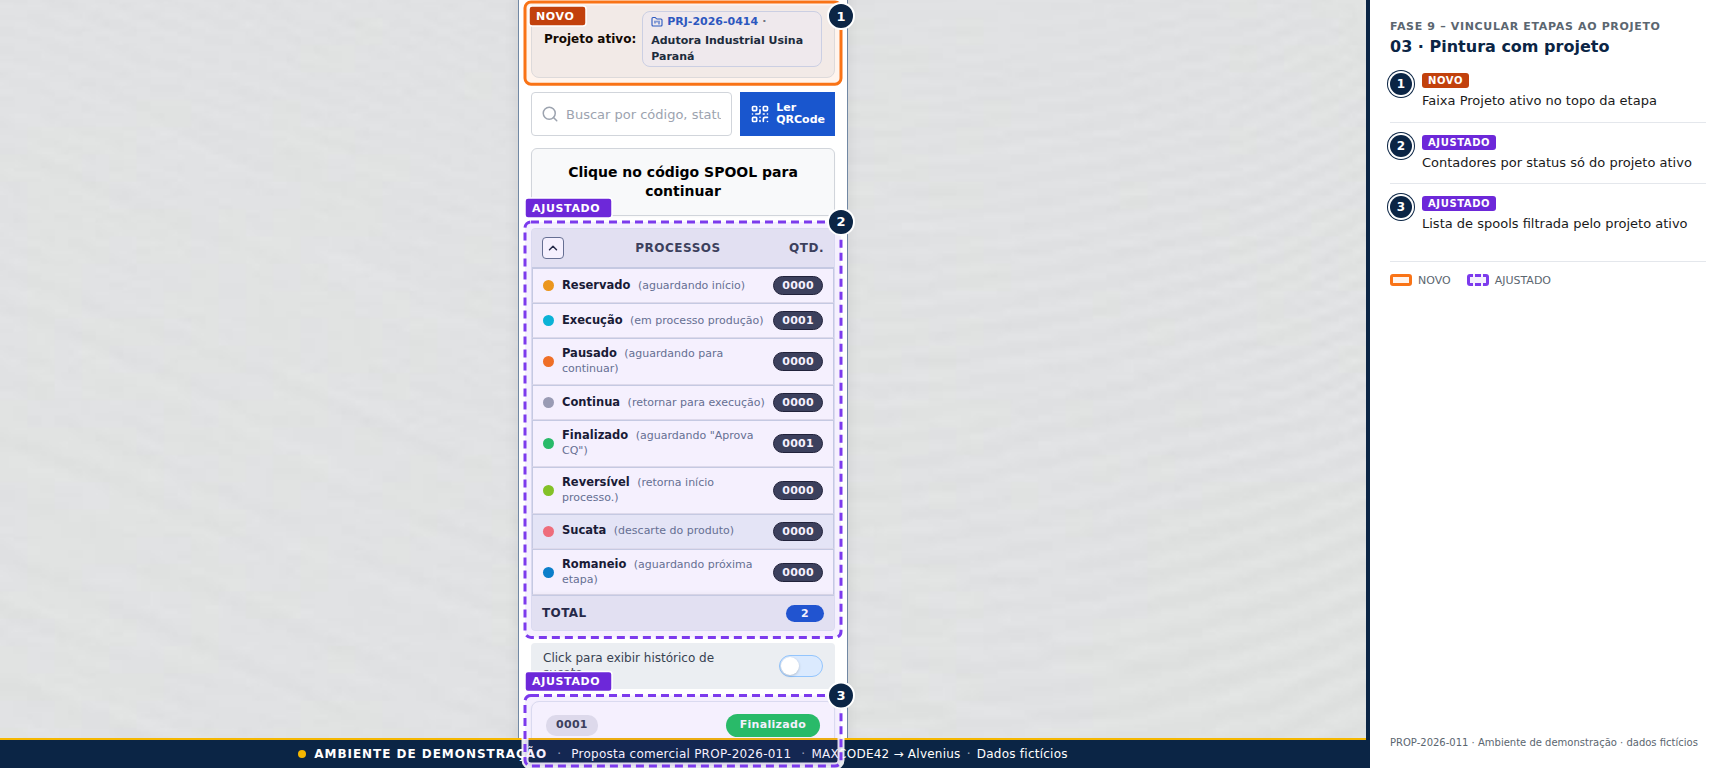 NOVO
1
Projeto ativo:
PRJ-2026-0414 ·
Adutora Industrial Usina
Paraná
Buscar por código, statu
Ler
QRCode
Clique no código SPOOL para
continuar
AJUSTADO
2
PROCESSOS QTD.
Reservado (aguardando início) 0000
Execução (em processo produção) 0001
Pausado (aguardando para
continuar) 0000
Continua (retornar para execução) 0000
Finalizado (aguardando "Aprova
CQ") 0001
Reversível (retorna início
processo.) 0000
Sucata (descarte do produto) 0000
Romaneio (aguardando próxima
etapa) 0000
TOTAL 2
Click para exibir histórico de
AJUSTADO
3
0001 Finalizado
AMBIENTE DE DEMONSTRAÇÃO · Proposta comercial PROP-2026-011 · MAXCODE42 → Alvenius · Dados fictícios
FASE 9 – VINCULAR ETAPAS AO PROJETO
03 · Pintura com projeto
1 NOVO
Faixa Projeto ativo no topo da etapa
2 AJUSTADO
Contadores por status só do projeto ativo
3 AJUSTADO
Lista de spools filtrada pelo projeto ativo
NOVO AJUSTADO
PROP-2026-011 · Ambiente de demonstração · dados fictícios